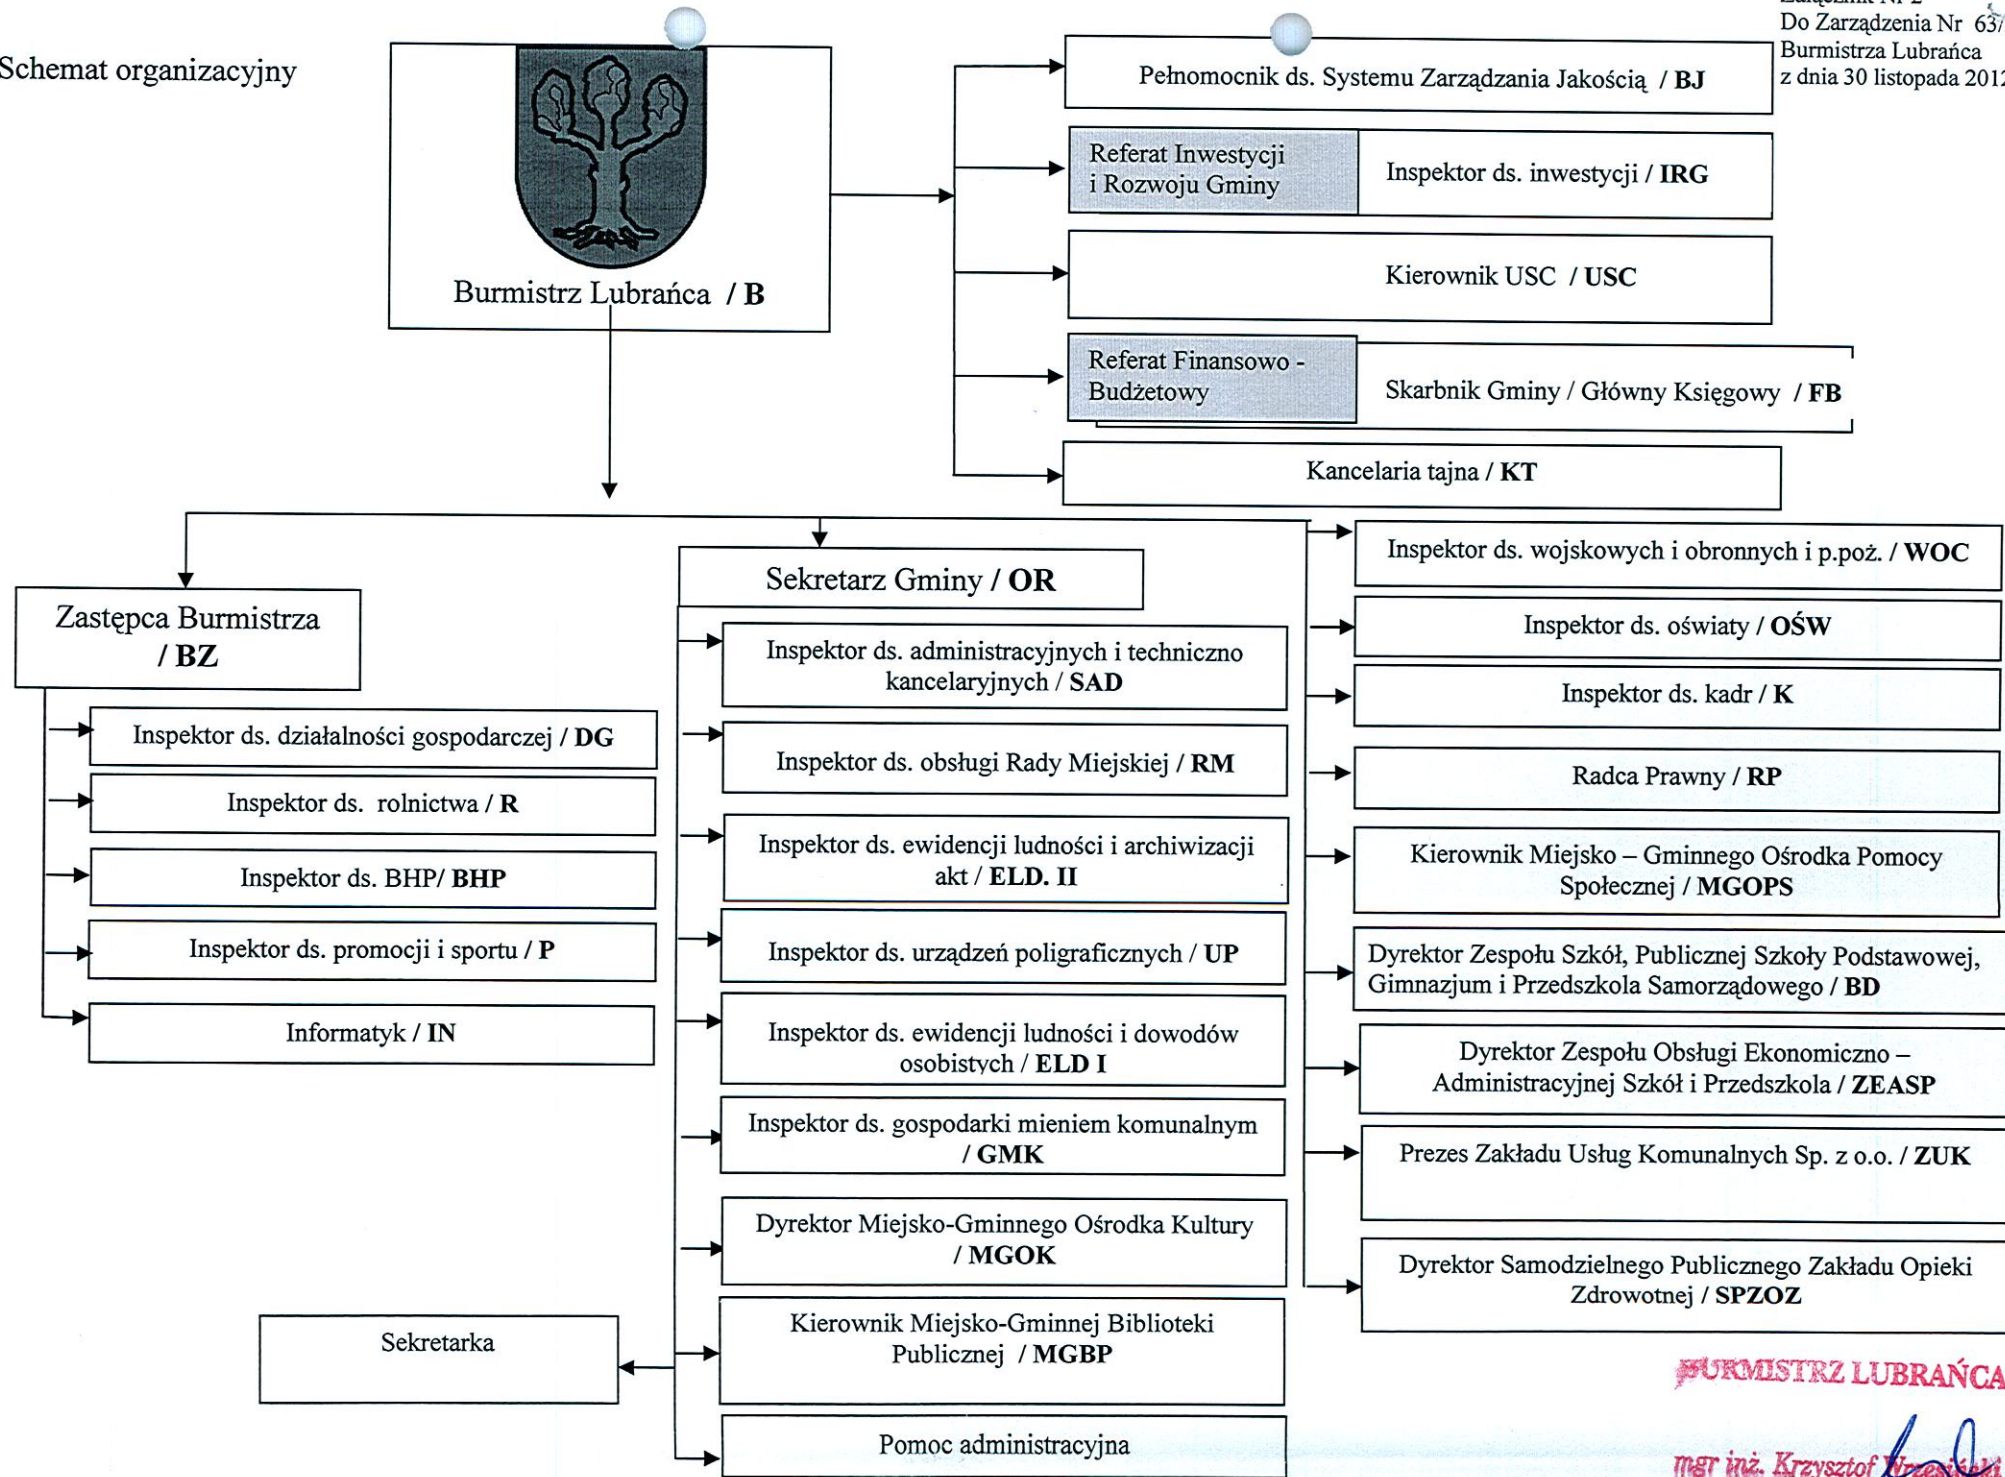 Schemat organizacyjny
Do Zarządzenia Nr 63/
Burmistrza Lubrańca
z dnia 30 listopada 2012
Burmistrz Lubrańca / B
Pełnomocnik ds. Systemu Zarządzania Jakością / BJ
Referat Inwestycji
i Rozwoju Gminy
Inspektor ds. inwestycji / IRG
Kierownik USC / USC
Referat Finansowo -
Budżetowy
Skarbnik Gminy / Główny Księgowy / FB
Kancelaria tajna / KT
Zastępca Burmistrza
/ BZ
Inspektor ds. działalności gospodarczej / DG
Inspektor ds. rolnictwa / R
Inspektor ds. BHP/ BHP
Inspektor ds. promocji i sportu / P
Informatyk / IN
Sekretarz Gminy / OR
Inspektor ds. administracyjnych i techniczno
kancelaryjnych / SAD
Inspektor ds. obsługi Rady Miejskiej / RM
Inspektor ds. ewidencji ludności i archiwizacji
akt / ELD. II
Inspektor ds. urządzeń poligraficznych / UP
Inspektor ds. ewidencji ludności i dowodów
osobistych / ELD I
Inspektor ds. gospodarki mieniem komunalnym
/ GMK
Dyrektor Miejsko-Gminnego Ośrodka Kultury
/ MGOK
Kierownik Miejsko-Gminnej Biblioteki
Publicznej / MGBP
Sekretarka
Pomoc administracyjna
Inspektor ds. wojskowych i obronnych i p.poż. / WOC
Inspektor ds. oświaty / OŚW
Inspektor ds. kadr / K
Radca Prawny / RP
Kierownik Miejsko – Gminnego Ośrodka Pomocy
Społecznej / MGOPS
Dyrektor Zespołu Szkół, Publicznej Szkoły Podstawowej,
Gimnazjum i Przedszkola Samorządowego / BD
Dyrektor Zespołu Obsługi Ekonomiczno –
Administracyjnej Szkół i Przedszkola / ZEASP
Prezes Zakładu Usług Komunalnych Sp. z o.o. / ZUK
Dyrektor Samodzielnego Publicznego Zakładu Opieki
Zdrowotnej / SPZOZ
BURMISTRZ LUBRAŃCA
mgr inż. Krzysztof Wrzesiński